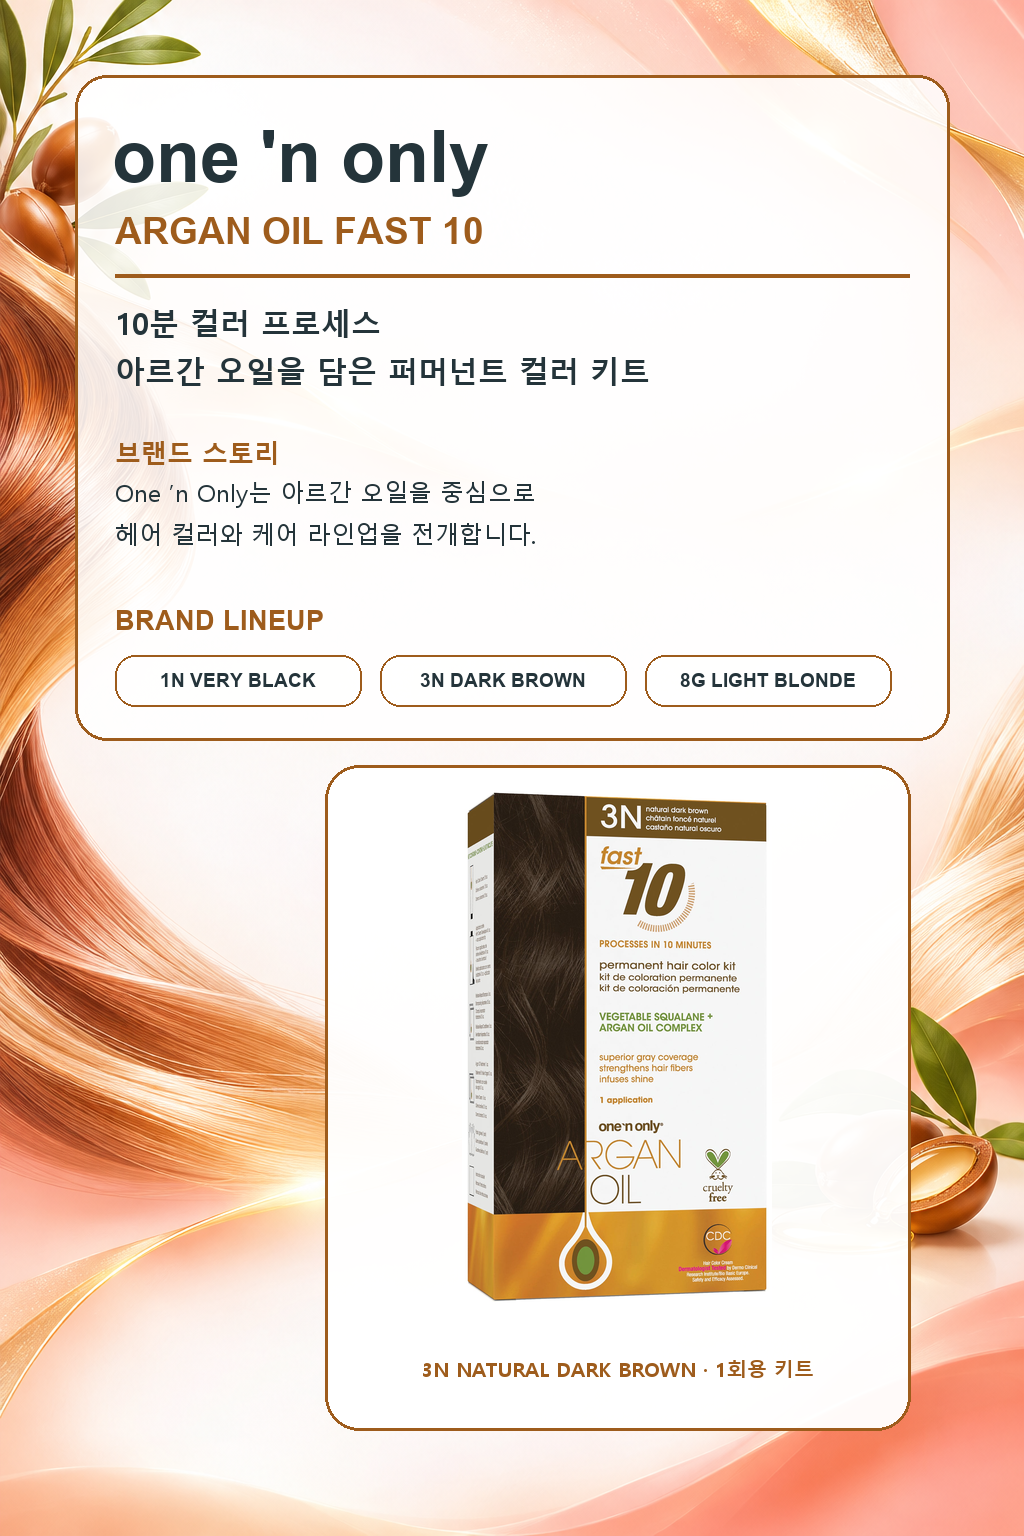 one 'n only
ARGAN OIL FAST 10
10분 컬러 프로세스
아르간 오일을 담은 퍼머넌트 컬러 키트
브랜드 스토리
One 'n Only는 아르간 오일을 중심으로
헤어 컬러와 케어 라인업을 전개합니다.
BRAND LINEUP
1N VERY BLACK
3N DARK BROWN
8G LIGHT BLONDE
3N
natural dark brown
châtain foncé naturel
castaño natural oscuro
fast
10
PROCESSES IN 10 MINUTES
permanent hair color kit
kit de coloration permanente
kit de coloración permanente
VEGETABLE SQUALANE +
ARGAN OIL COMPLEX
superior gray coverage
strengthens hair fibers
infuses shine
1 application
one 'n only®
ARGAN
OIL
cruelty
free
CDC
Hair Color Cream
3N NATURAL DARK BROWN · 1회용 키트